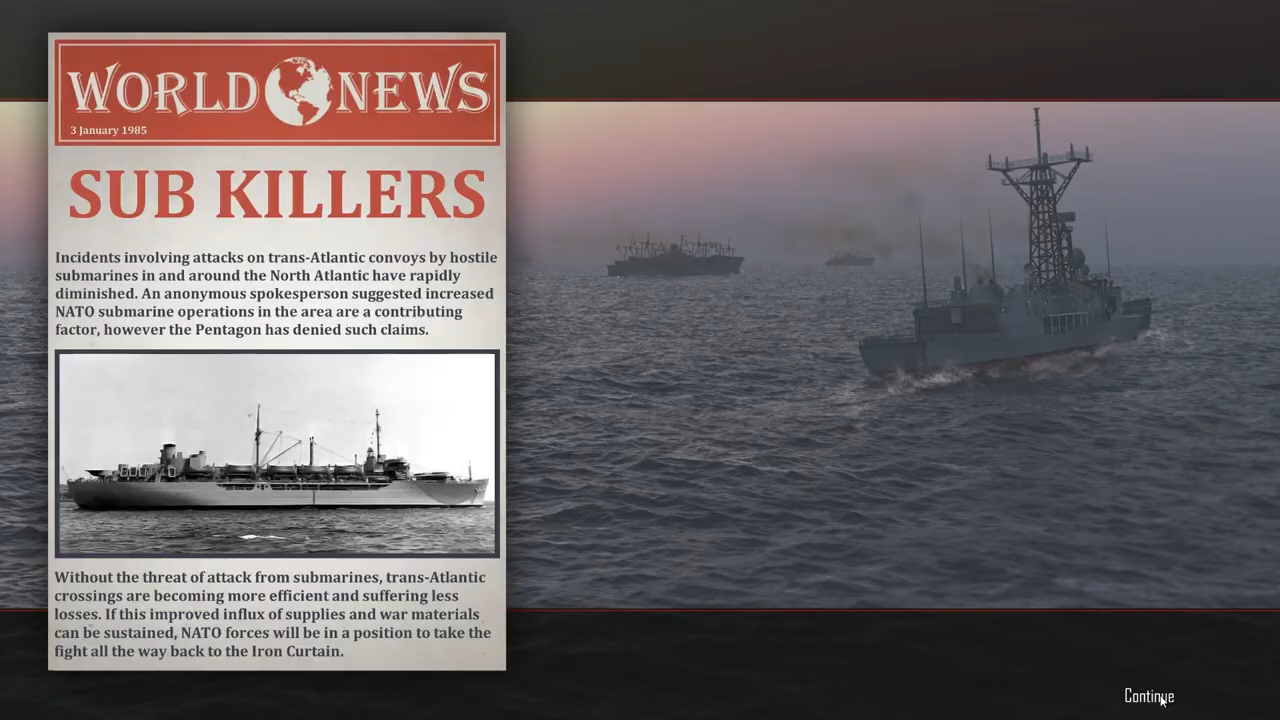 WORLD NEWS
3 January 1985
SUB KILLERS
Incidents involving attacks on trans-Atlantic convoys by hostile
submarines in and around the North Atlantic have rapidly
diminished. An anonymous spokesperson suggested increased
NATO submarine operations in the area are a contributing
factor, however the Pentagon has denied such claims.
Without the threat of attack from submarines, trans-Atlantic
crossings are becoming more efficient and suffering less
losses. If this improved influx of supplies and war materials
can be sustained, NATO forces will be in a position to take the
fight all the way back to the Iron Curtain.
Continue